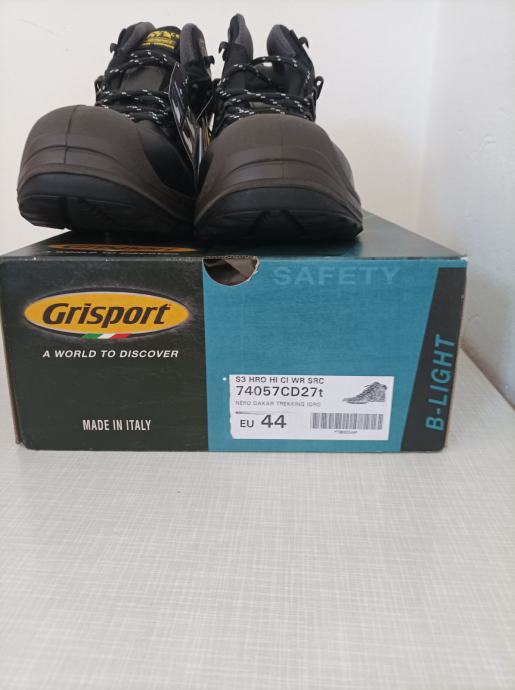 SAFETY
Grisport
A WORLD TO DISCOVER
MADE IN ITALY
S3 HRO HI CI WR SRC
74057CD27t
NERO DAKAR TREKKING IDRO
EU 44
B-LIGHT